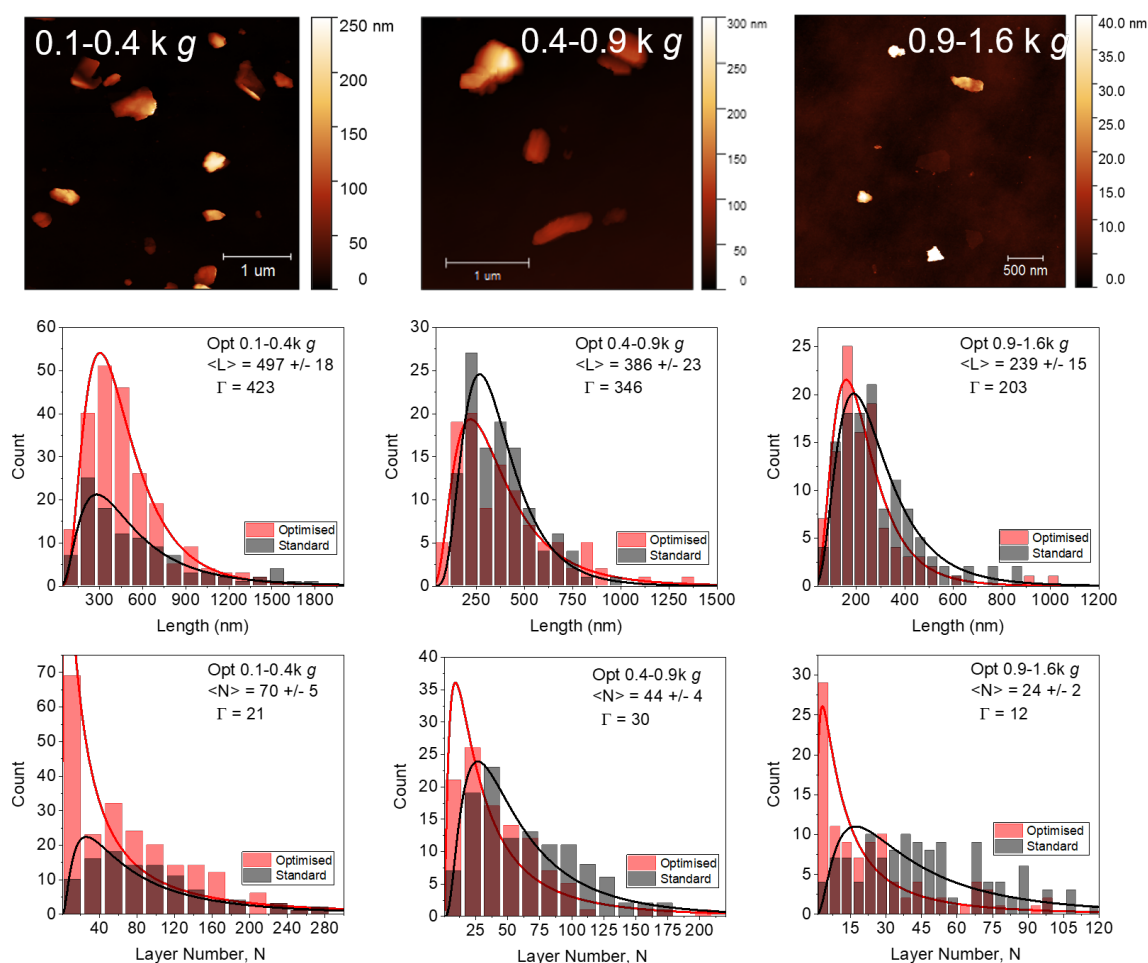 0.1-0.4 k g
250 nm
200
150
100
50
0
1 um
0.4-0.9 k g
300 nm
250
200
150
100
50
0
1 um
0.9-1.6 k g
40.0 nm
35.0
30.0
25.0
20.0
15.0
10.0
5.0
0.0
500 nm
Opt 0.1-0.4k g
<L> = 497 +/- 18
Γ = 423
Optimised
Standard
60
50
40
30
20
10
0
Count
300 600 900 1200 1500 1800
Length (nm)
Opt 0.4-0.9k g
<L> = 386 +/- 23
Γ = 346
Optimised
Standard
30
25
20
15
10
5
0
Count
250 500 750 1000 1250 1500
Length (nm)
Opt 0.9-1.6k g
<L> = 239 +/- 15
Γ = 203
Optimised
Standard
25
20
15
10
5
0
Count
200 400 600 800 1000 1200
Length (nm)
Opt 0.1-0.4k g
<N> = 70 +/- 5
Γ = 21
Optimised
Standard
70
60
50
40
30
20
10
0
Count
40 80 120 160 200 240 280
Layer Number, N
Opt 0.4-0.9k g
<N> = 44 +/- 4
Γ = 30
Optimised
Standard
40
35
30
25
20
15
10
5
0
Count
25 50 75 100 125 150 175 200
Layer Number, N
Opt 0.9-1.6k g
<N> = 24 +/- 2
Γ = 12
Optimised
Standard
30
25
20
15
10
5
0
Count
15 30 45 60 75 90 105 120
Layer Number, N